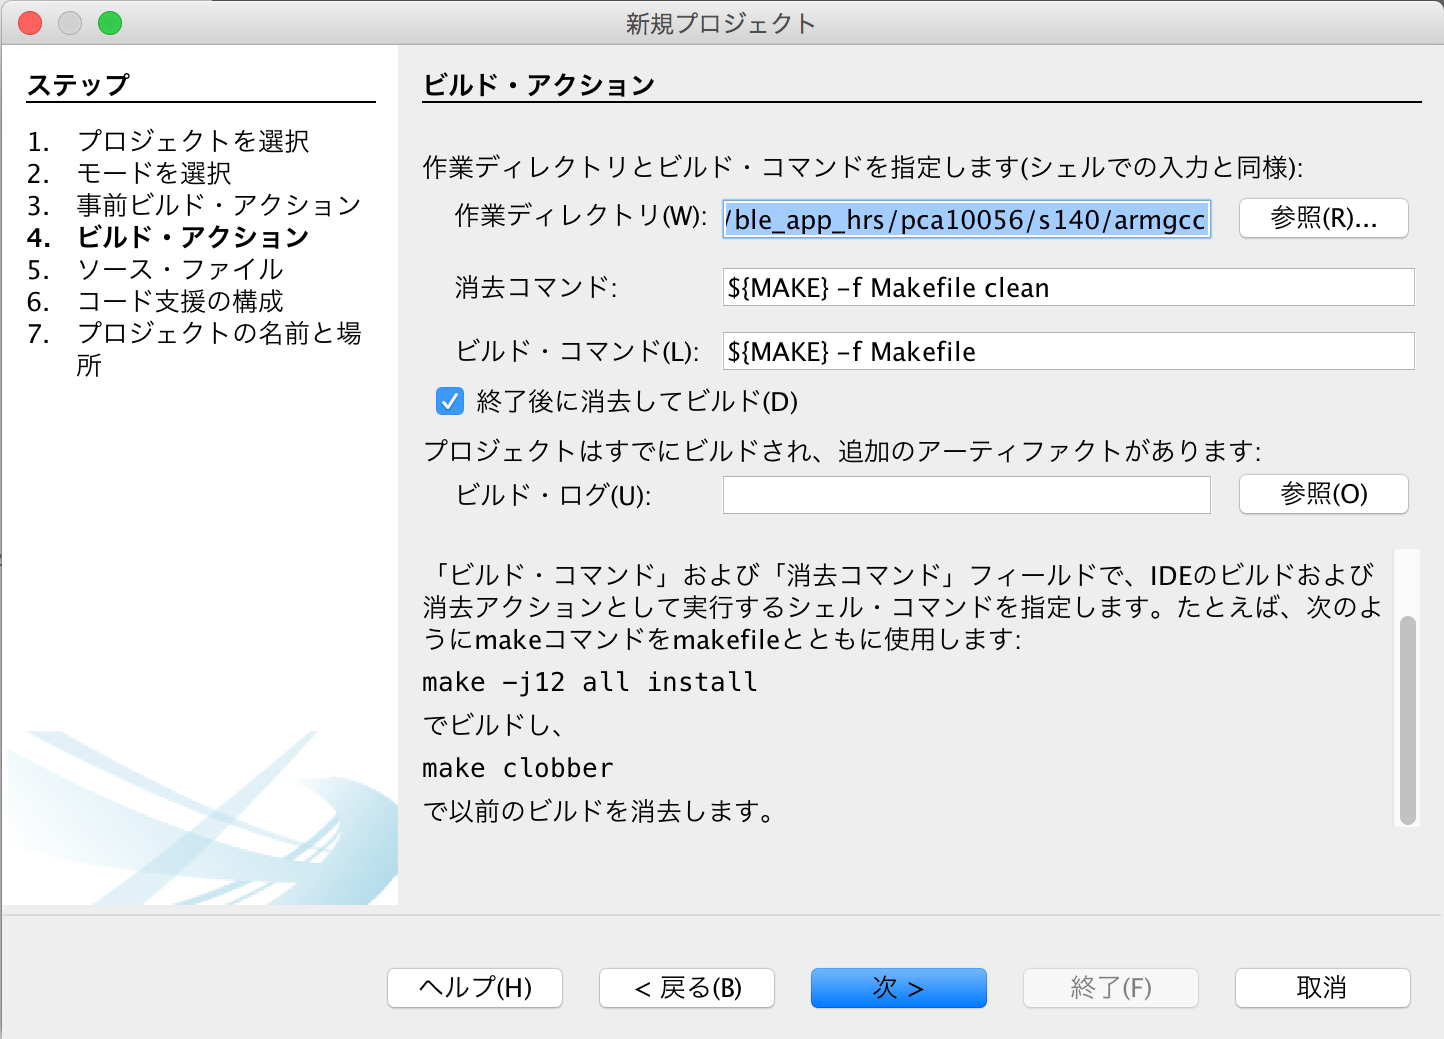 新規プロジェクト
ステップ
1. プロジェクトを選択
2. モードを選択
3. 事前ビルド・アクション
4. ビルド・アクション
5. ソース・ファイル
6. コード支援の構成
7. プロジェクトの名前と場
所
ビルド・アクション
作業ディレクトリとビルド・コマンドを指定します(シェルでの入力と同様):
作業ディレクトリ(W): /ble_app_hrs/pca10056/s140/armgcc 参照(R)...
消去コマンド: ${MAKE} -f Makefile clean
ビルド・コマンド(L): ${MAKE} -f Makefile
終了後に消去してビルド(D)
プロジェクトはすでにビルドされ、追加のアーティファクトがあります:
ビルド・ログ(U): 参照(O)
「ビルド・コマンド」および「消去コマンド」フィールドで、IDEのビルドおよび
消去アクションとして実行するシェル・コマンドを指定します。たとえば、次のよ
うにmakeコマンドをmakefileとともに使用します:
make -j12 all install
でビルドし、
make clobber
で以前のビルドを消去します。
ヘルプ(H) < 戻る(B) 次 > 終了(F) 取消